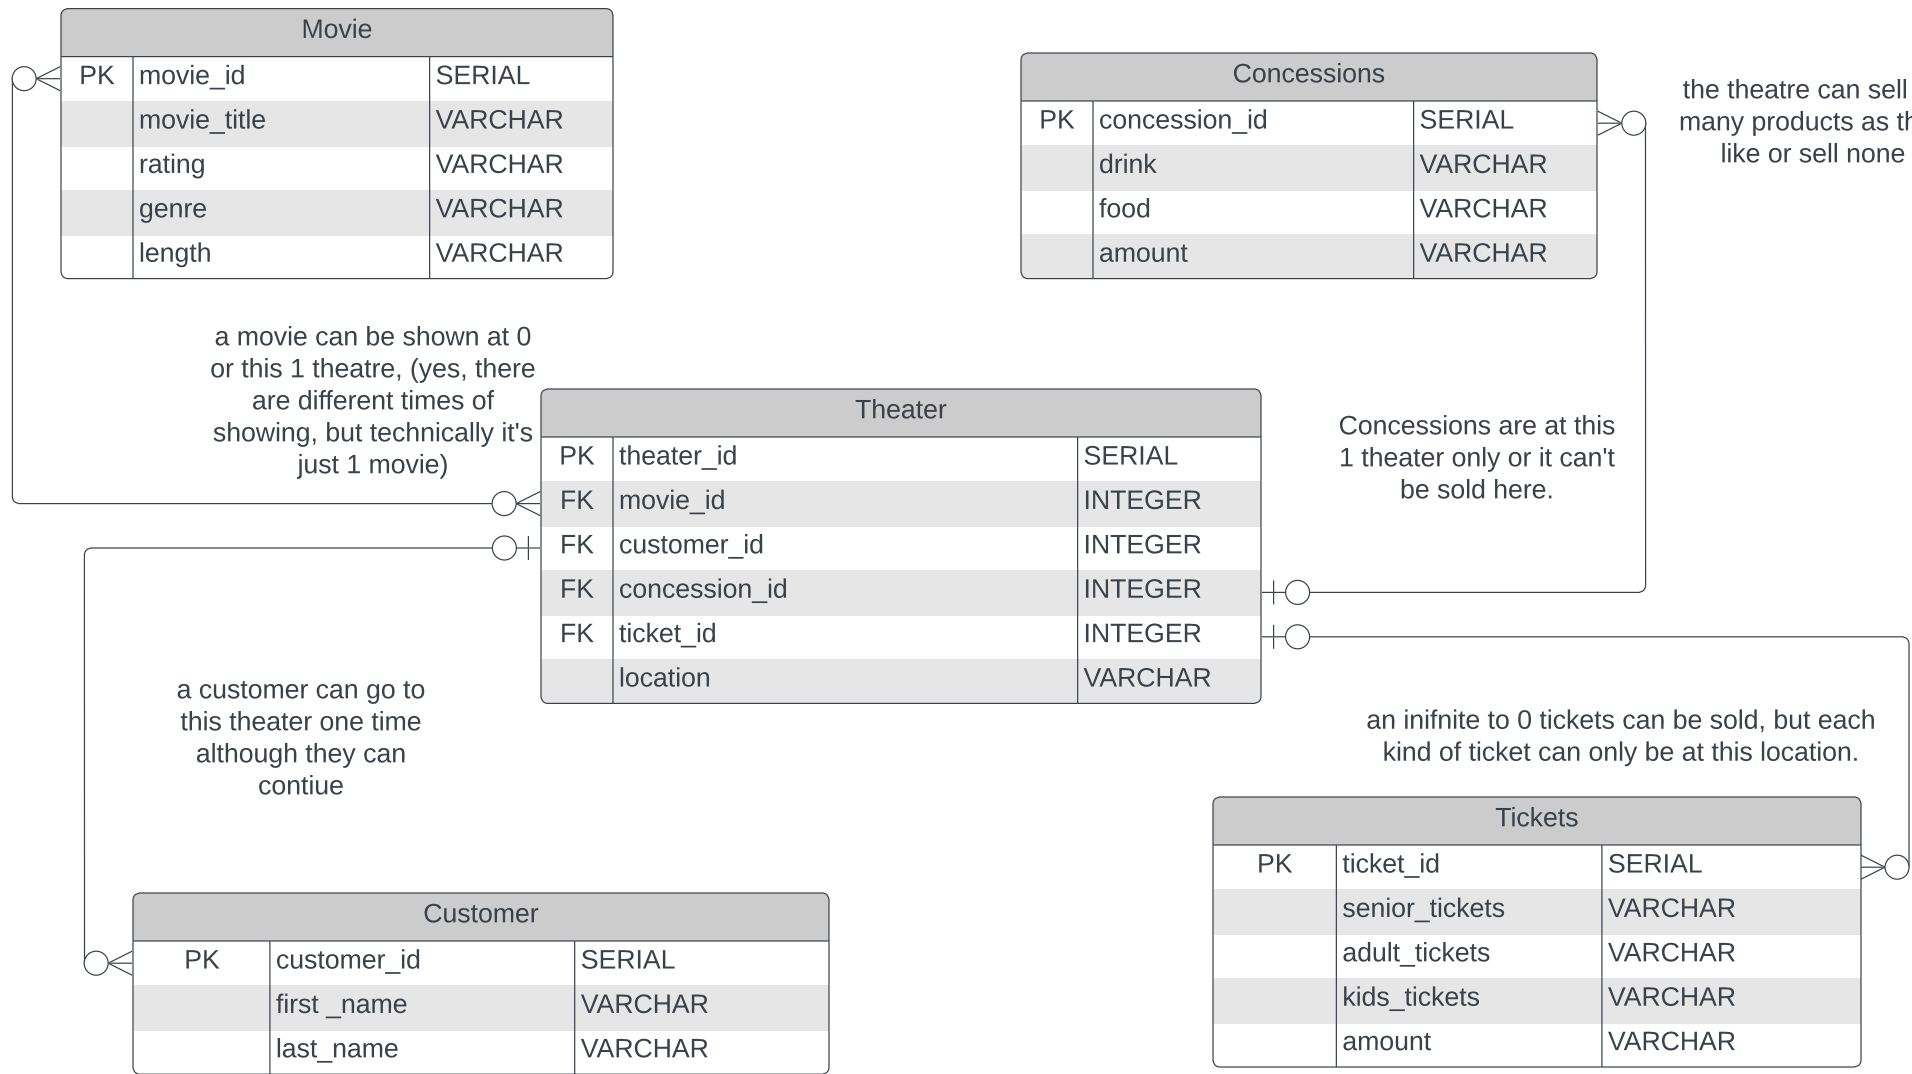 Movie
PK movie_id SERIAL
movie_title VARCHAR
rating VARCHAR
genre VARCHAR
length VARCHAR
Concessions
PK concession_id SERIAL
drink VARCHAR
food VARCHAR
amount VARCHAR
the theatre can sell
many products as th
like or sell none
a movie can be shown at 0
or this 1 theatre, (yes, there
are different times of
showing, but technically it's
just 1 movie)
Theater
PK theater_id SERIAL
FK movie_id INTEGER
FK customer_id INTEGER
FK concession_id INTEGER
FK ticket_id INTEGER
location VARCHAR
Concessions are at this
1 theater only or it can't
be sold here.
a customer can go to
this theater one time
although they can
contiue
an inifnite to 0 tickets can be sold, but each
kind of ticket can only be at this location.
Customer
PK customer_id SERIAL
first _name VARCHAR
last_name VARCHAR
Tickets
PK ticket_id SERIAL
senior_tickets VARCHAR
adult_tickets VARCHAR
kids_tickets VARCHAR
amount VARCHAR